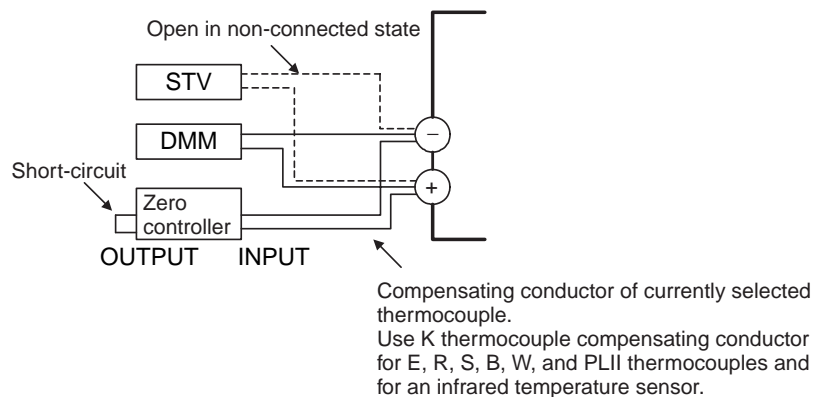 Open in non-connected state
STV
−
DMM
Short-circuit
+
Zero
controller
OUTPUT INPUT
Compensating conductor of currently selected
thermocouple.
Use K thermocouple compensating conductor
for E, R, S, B, W, and PLII thermocouples and
for an infrared temperature sensor.